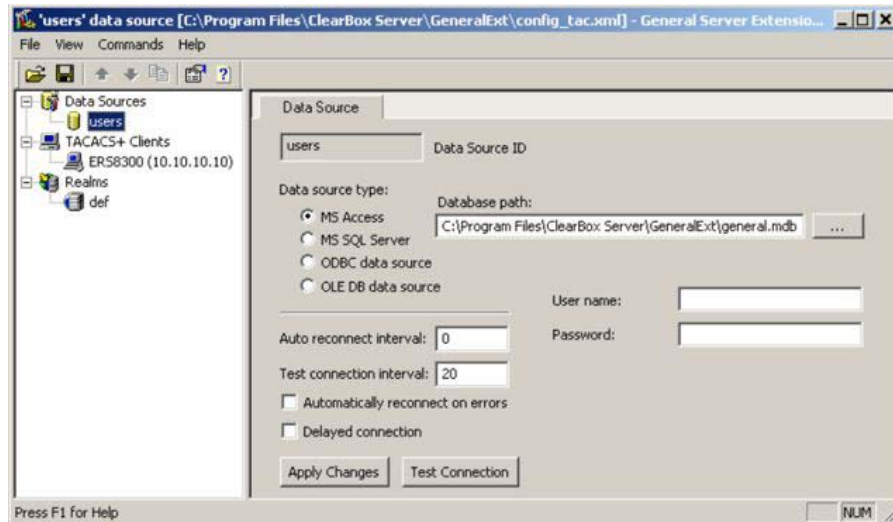 'users' data source [C:\Program Files\ClearBox Server\GeneralExt\config_tac.xml] - General Server Extensio...
File View Commands Help
Data Sources
users
TACACS+ Clients
ERS8300 (10.10.10.10)
Realms
def
Data Source
users
Data Source ID
Data source type:
MS Access
MS SQL Server
ODBC data source
OLE DB data source
Database path:
C:\Program Files\ClearBox Server\GeneralExt\general.mdb
...
User name:
Password:
Auto reconnect interval: 0
Test connection interval: 20
Automatically reconnect on errors
Delayed connection
Apply Changes
Test Connection
Press F1 for Help
NUM